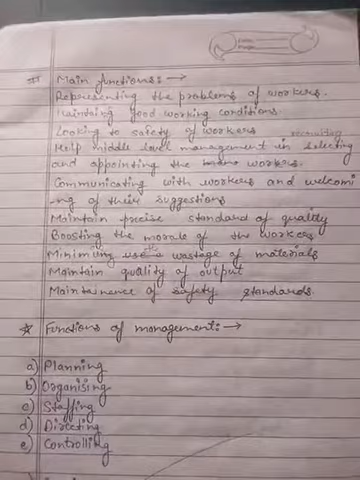 Main functions:→
Representing the problems of workers.
Maintaing good working conditions.
Looking to safety of workers
recruiting
Help middle level management in selecting
and appointing the workers.
Communicating with workers and welcomi
ng of their suggestions
Maintain precise standard of quality
Boosting the morale of the workers
Minimum wastage of materials
Maintain quality of output
Maintainence of safety standards.
★ Functions of management:→
a) Planning
b) Organising
c) Staffing
d) Directing
e) Controlling